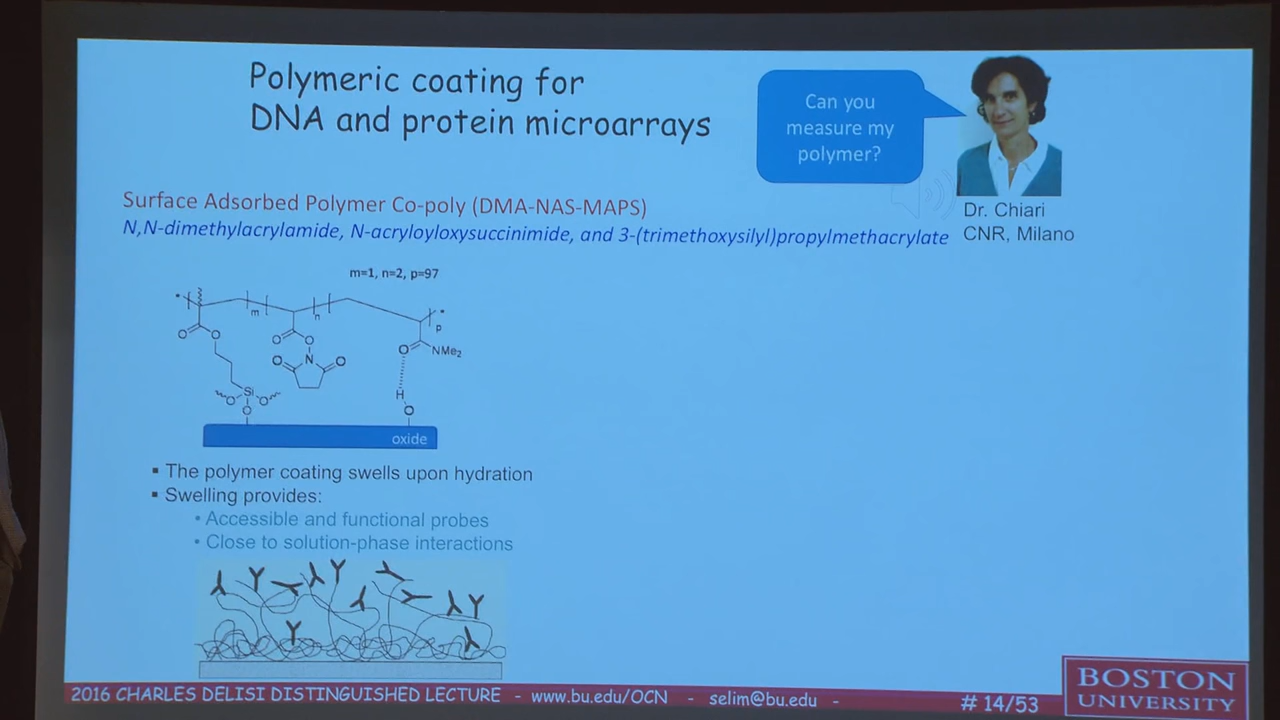 Polymeric coating for
DNA and protein microarrays
Can you
measure my
polymer?
Surface Adsorbed Polymer Co-poly (DMA-NAS-MAPS)
N,N-dimethylacrylamide, N-acryloyloxysuccinimide, and 3-(trimethoxysilyl)propylmethacrylate
Dr. Chiari
CNR, Milano
m=1, n=2, p=97
m
n
p
O
O
O
O
O
NMe2
O
N
O
H
Si
O
O
O
O
oxide
▪ The polymer coating swells upon hydration
▪ Swelling provides:
• Accessible and functional probes
• Close to solution-phase interactions
2016 CHARLES DELISI DISTINGUISHED LECTURE - www.bu.edu/OCN - selim@bu.edu -
# 14/53
BOSTON
UNIVERSITY